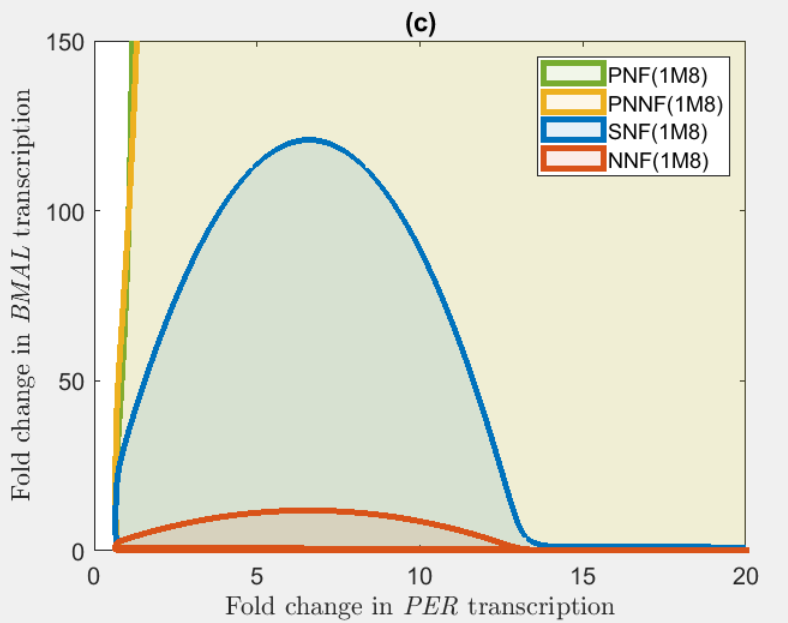 (c)
150
100
50
0
Fold change in BMAL transcription
PNF(1M8)
PNNF(1M8)
SNF(1M8)
NNF(1M8)
0 5 10 15 20
Fold change in PER transcription